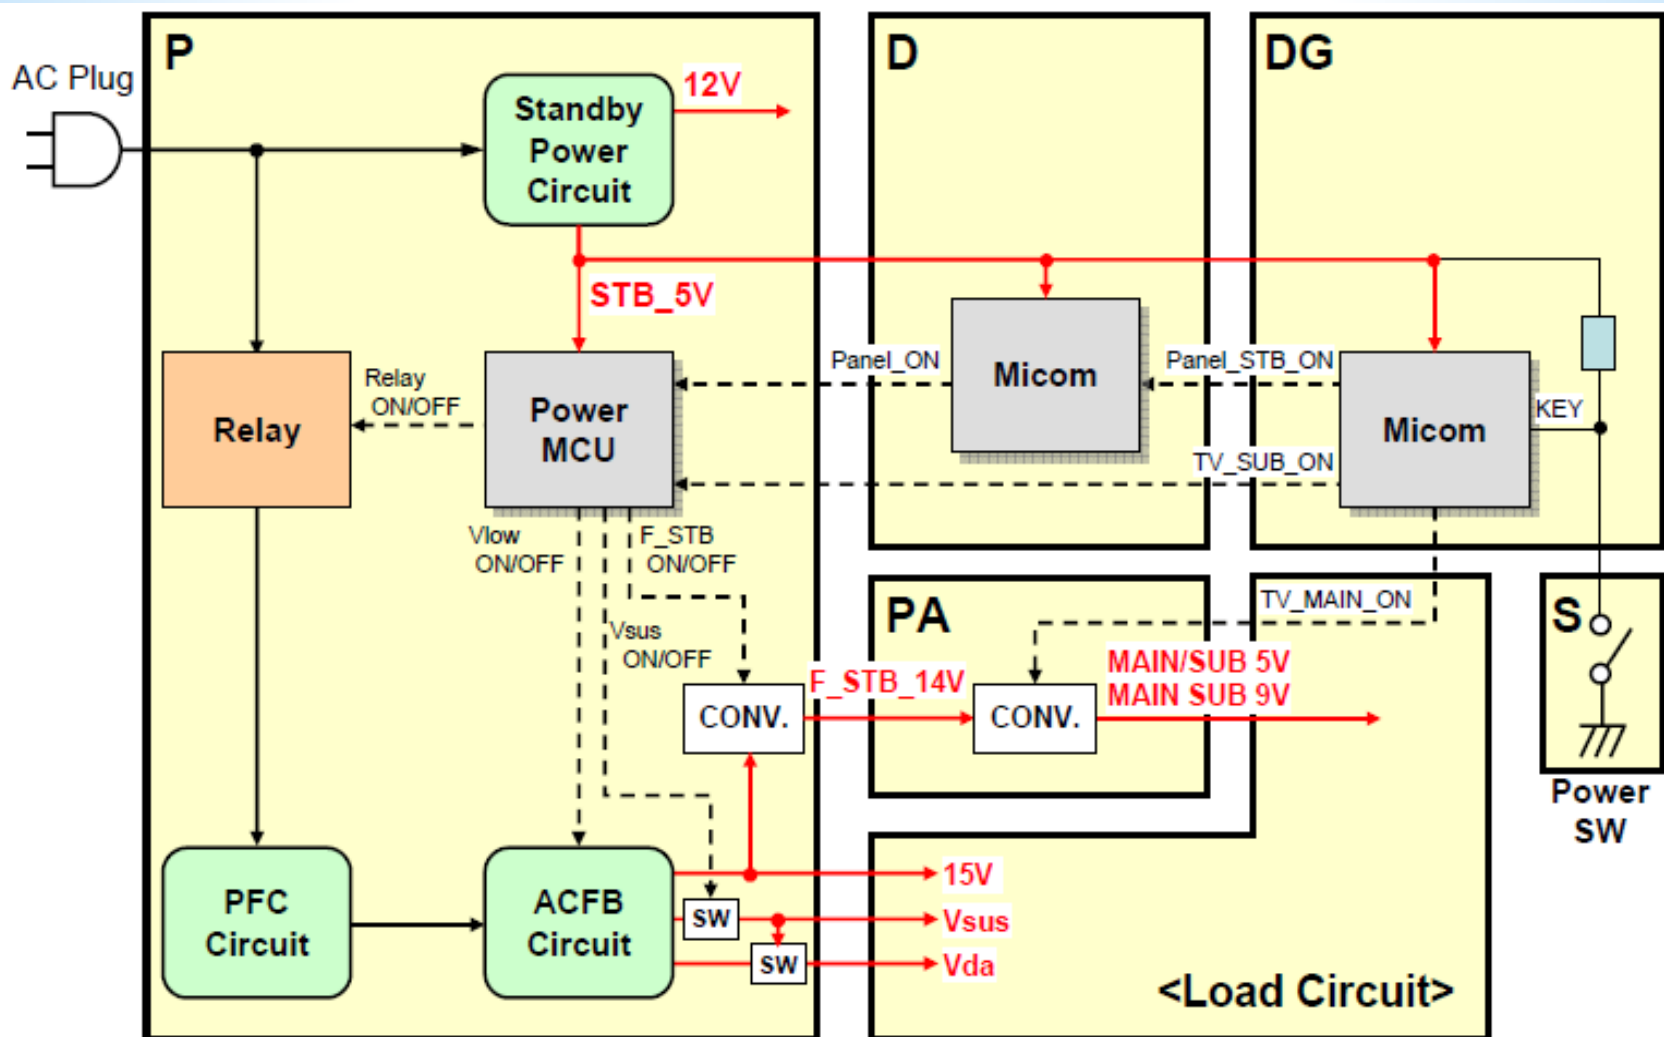 P
D
DG
AC Plug
12V
Standby
Power
Circuit
STB_5V
Panel_ON
Panel_STB_ON
Micom
Relay
ON/OFF
Relay
Power
MCU
Micom
KEY
TV_SUB_ON
Vlow
ON/OFF
F_STB
ON/OFF
Vsus
ON/OFF
PA
TV_MAIN_ON
S
F_STB_14V
MAIN/SUB 5V
MAIN SUB 9V
CONV.
CONV.
Power
SW
15V
PFC
Circuit
ACFB
Circuit
SW
Vsus
SW
Vda
<Load Circuit>